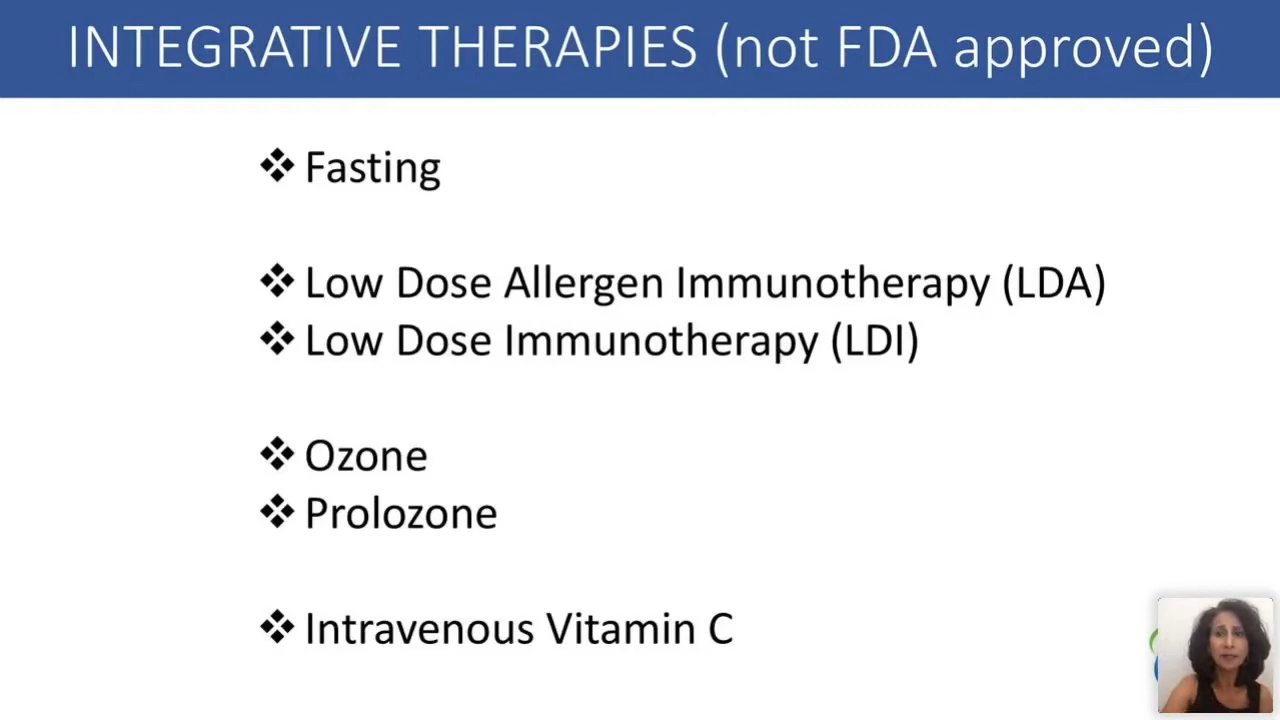 INTEGRATIVE THERAPIES (not FDA approved)
❖ Fasting
❖ Low Dose Allergen Immunotherapy (LDA)
❖ Low Dose Immunotherapy (LDI)
❖ Ozone
❖ Prolozone
❖ Intravenous Vitamin C